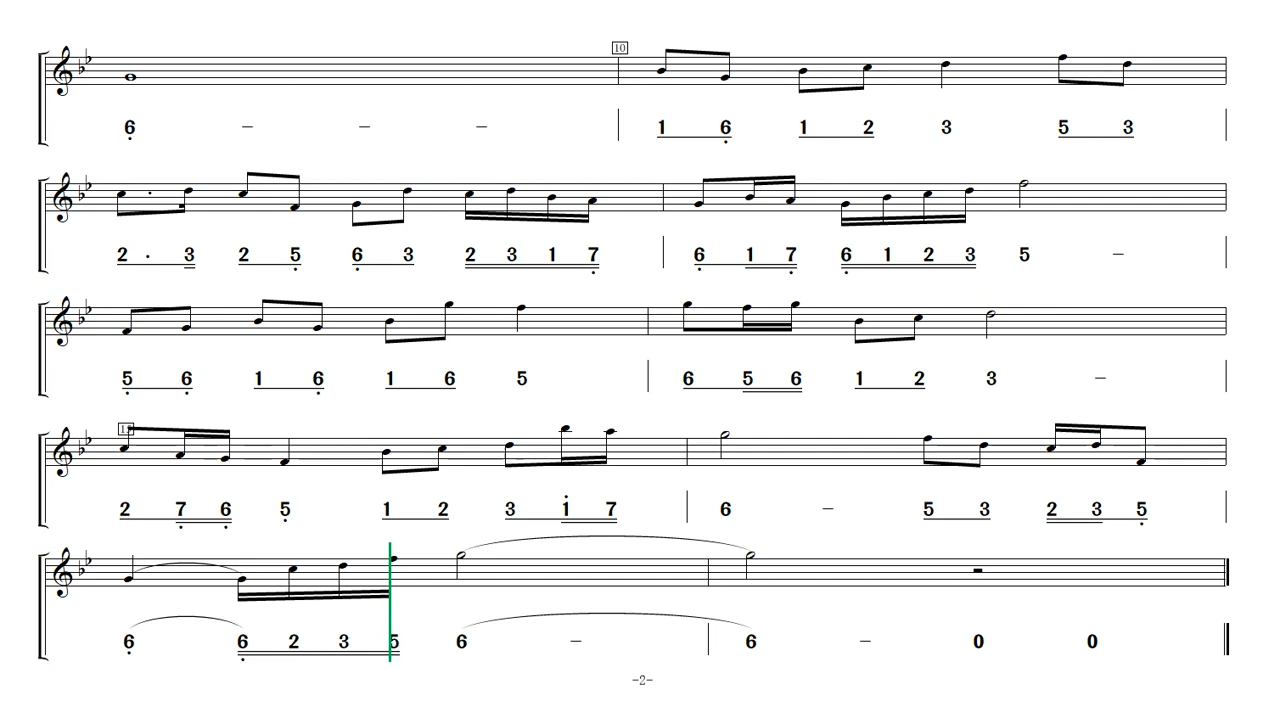 10
6 – – – | 1 6 1 2 3 5 3 |
2 · 3 2 5 6 3 2 3 1 7 | 6 1 7 6 1 2 3 5 – |
5 6 1 6 1 6 5 | 6 5 6 1 2 3 – |
2 7 6 5 1 2 3 1 7 | 6 – 5 3 2 3 5 |
6 6 2 3 5 6 – | 6 – 0 0
-2-